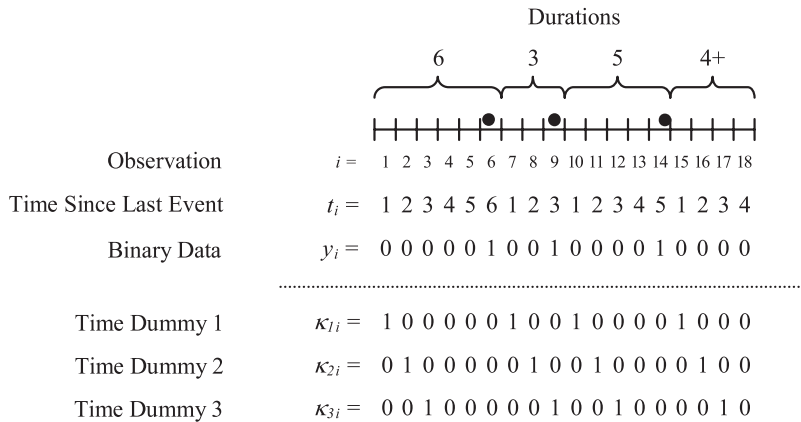 Durations
6 3 5 4+
Observation i = 1 2 3 4 5 6 7 8 9 10 11 12 13 14 15 16 17 18
Time Since Last Event tᵢ = 1 2 3 4 5 6 1 2 3 1 2 3 4 5 1 2 3 4
Binary Data yᵢ = 0 0 0 0 0 1 0 0 1 0 0 0 0 1 0 0 0 0
Time Dummy 1 κ₁ᵢ = 1 0 0 0 0 0 1 0 0 1 0 0 0 0 1 0 0 0
Time Dummy 2 κ₂ᵢ = 0 1 0 0 0 0 0 1 0 0 1 0 0 0 0 1 0 0
Time Dummy 3 κ₃ᵢ = 0 0 1 0 0 0 0 0 1 0 0 1 0 0 0 0 1 0